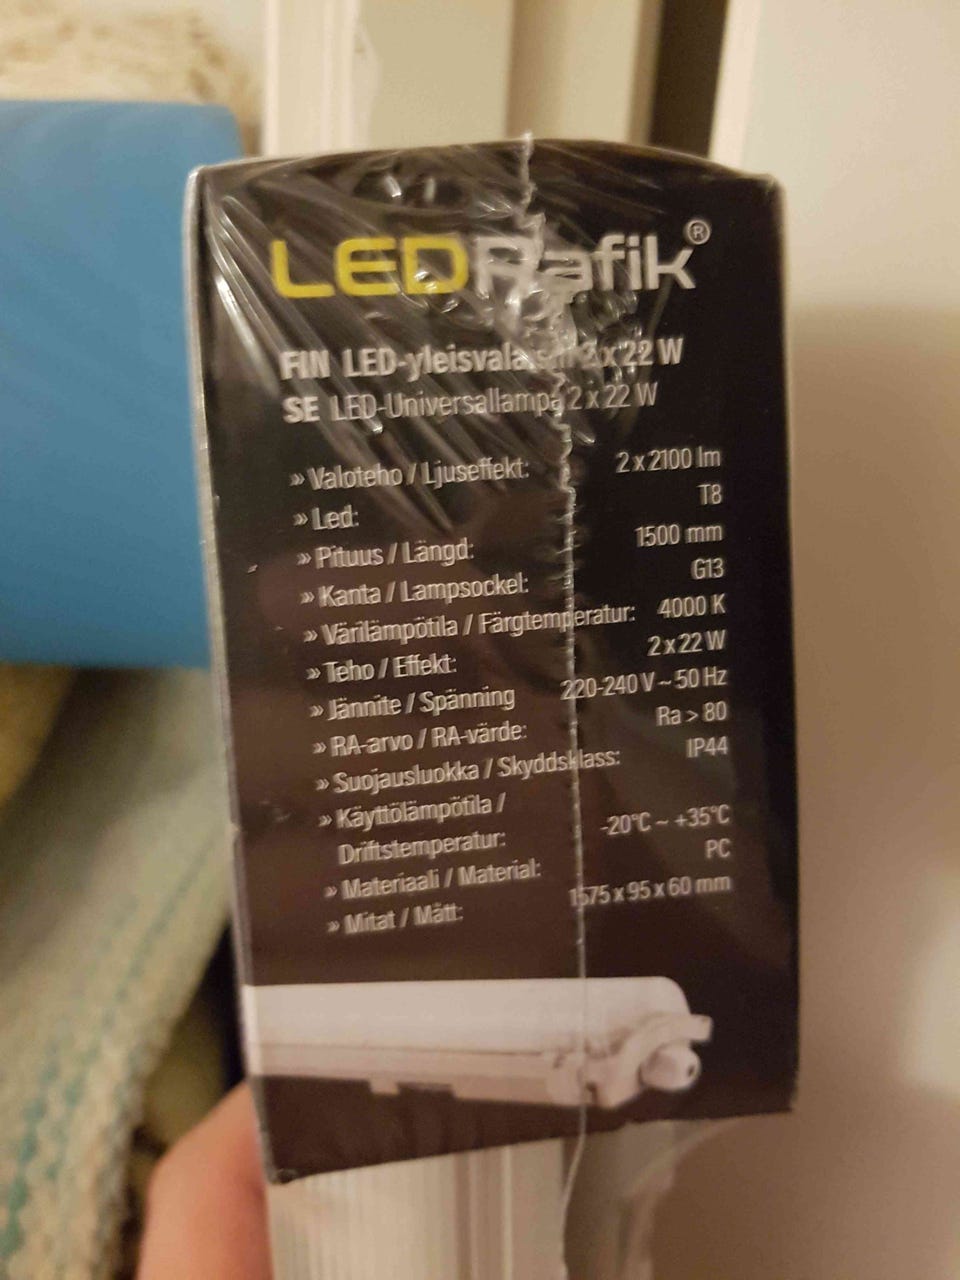 LEDRafik®
FIN LED-yleisvalaisin 2 x 22 W
SE LED-Universallampa 2 x 22 W
» Valoteho / Ljuseffekt: 2 x 2100 lm
» Led: T8
» Pituus / Längd: 1500 mm
» Kanta / Lampsockel: G13
» Värilämpötila / Färgtemperatur: 4000 K
» Teho / Effekt: 2 x 22 W
» Jännite / Spänning 220-240 V ~ 50 Hz
» RA-arvo / RA-värde: Ra > 80
» Suojausluokka / Skyddsklass: IP44
» Käyttölämpötila /
Driftstemperatur: -20°C ~ +35°C
» Materiaali / Material: PC
» Mitat / Mått: 1575 x 95 x 60 mm